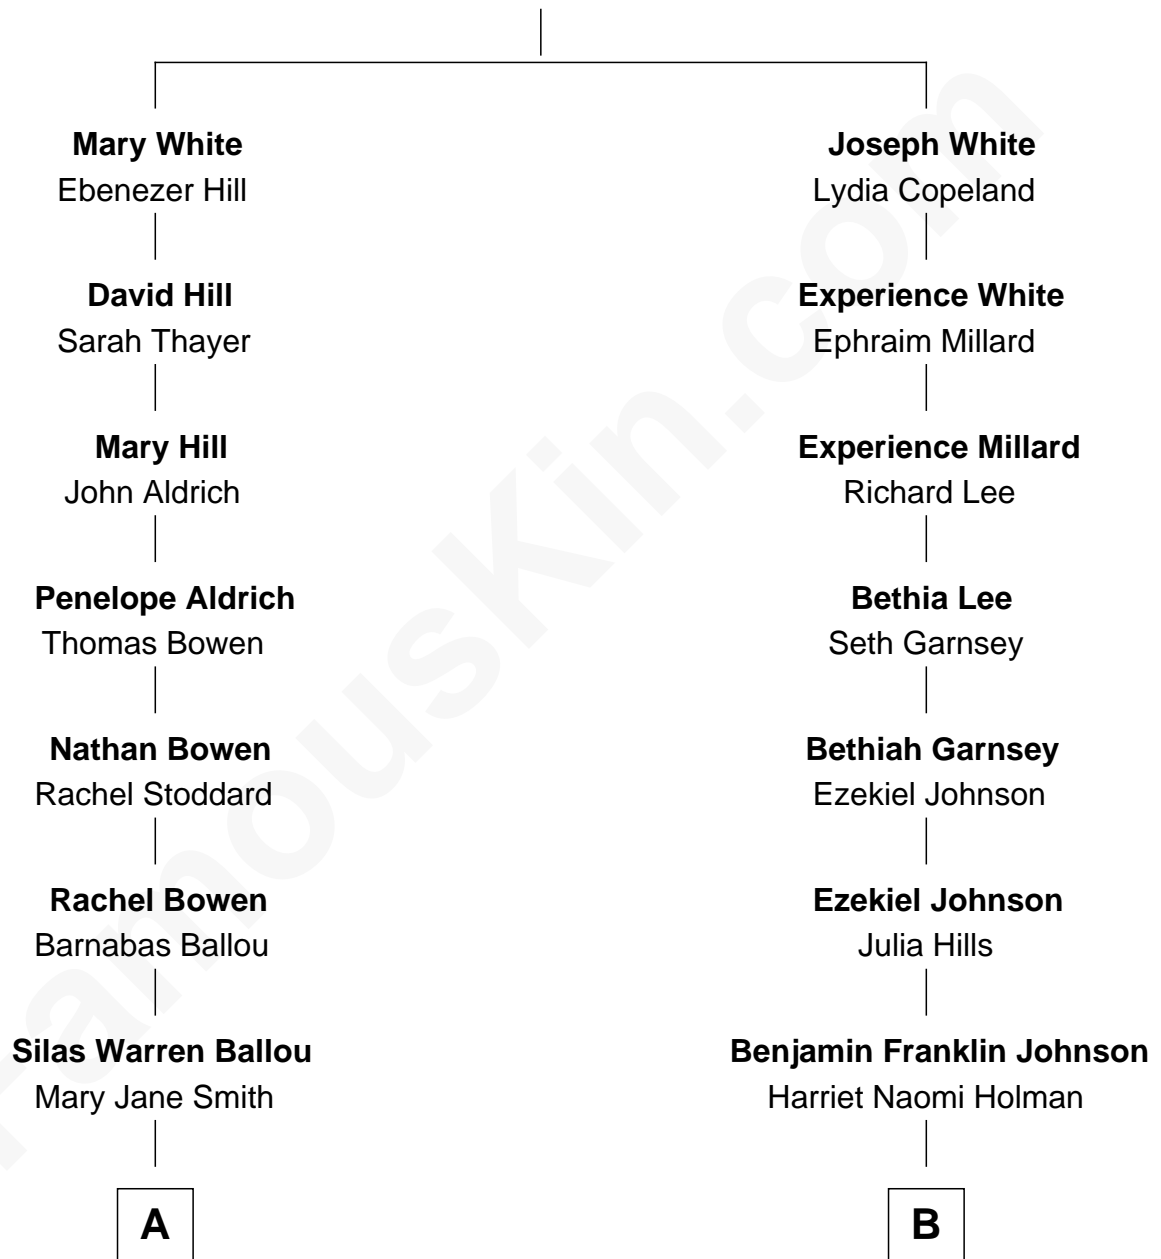 Mary White
Ebenezer Hill
David Hill
Sarah Thayer
Mary Hill
John Aldrich
Penelope Aldrich
Thomas Bowen
Nathan Bowen
Rachel Stoddard
Rachel Bowen
Barnabas Ballou
Silas Warren Ballou
Mary Jane Smith
A
Joseph White
Lydia Copeland
Experience White
Ephraim Millard
Experience Millard
Richard Lee
Bethia Lee
Seth Garnsey
Bethiah Garnsey
Ezekiel Johnson
Ezekiel Johnson
Julia Hills
Benjamin Franklin Johnson
Harriet Naomi Holman
B
FamousKin.com